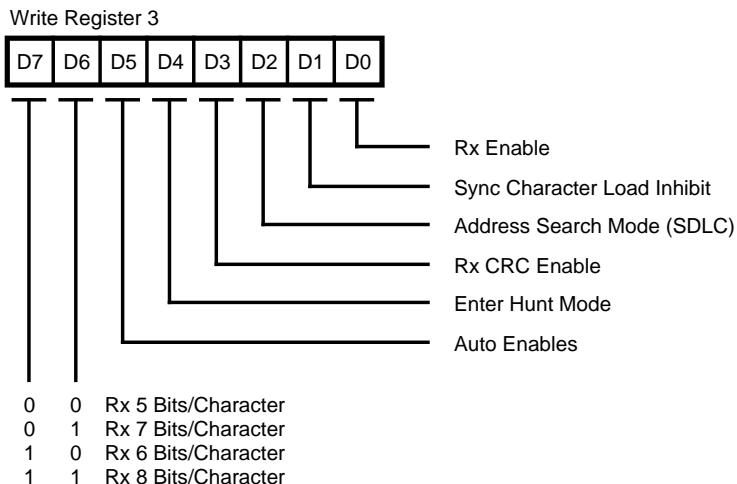 Write Register 3
D7 D6 D5 D4 D3 D2 D1 D0
Rx Enable
Sync Character Load Inhibit
Address Search Mode (SDLC)
Rx CRC Enable
Enter Hunt Mode
Auto Enables
0 0 Rx 5 Bits/Character
0 1 Rx 7 Bits/Character
1 0 Rx 6 Bits/Character
1 1 Rx 8 Bits/Character